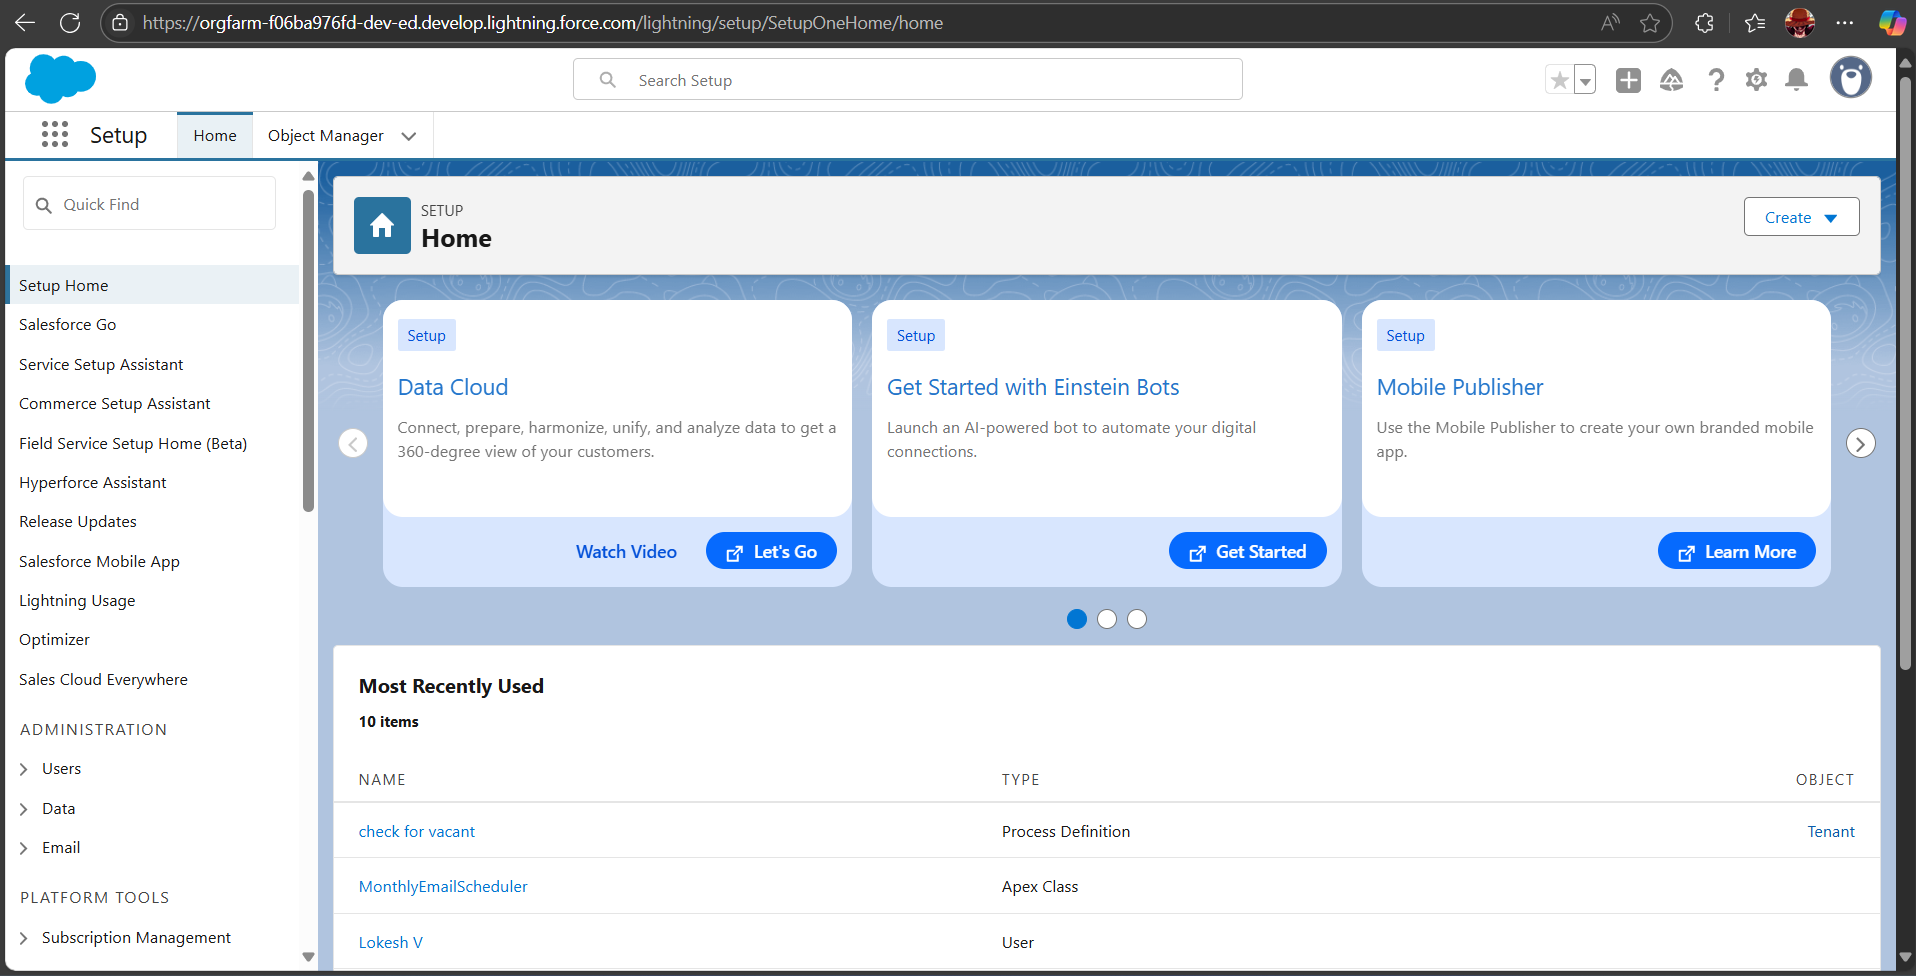 https://orgfarm-f06ba976fd-dev-ed.develop.lightning.force.com/lightning/setup/SetupOneHome/home
Search Setup
Setup
Home
Object Manager
Quick Find
Setup Home
Salesforce Go
Service Setup Assistant
Commerce Setup Assistant
Field Service Setup Home (Beta)
Hyperforce Assistant
Release Updates
Salesforce Mobile App
Lightning Usage
Optimizer
Sales Cloud Everywhere
ADMINISTRATION
Users
Data
Email
PLATFORM TOOLS
Subscription Management
SETUP
Home
Create
Setup
Data Cloud
Connect, prepare, harmonize, unify, and analyze data to get a
360-degree view of your customers.
Watch Video
Let's Go
Setup
Get Started with Einstein Bots
Launch an AI-powered bot to automate your digital
connections.
Get Started
Setup
Mobile Publisher
Use the Mobile Publisher to create your own branded mobile
app.
Learn More
Most Recently Used
10 items
NAME TYPE OBJECT
check for vacant Process Definition Tenant
MonthlyEmailScheduler Apex Class
Lokesh V User